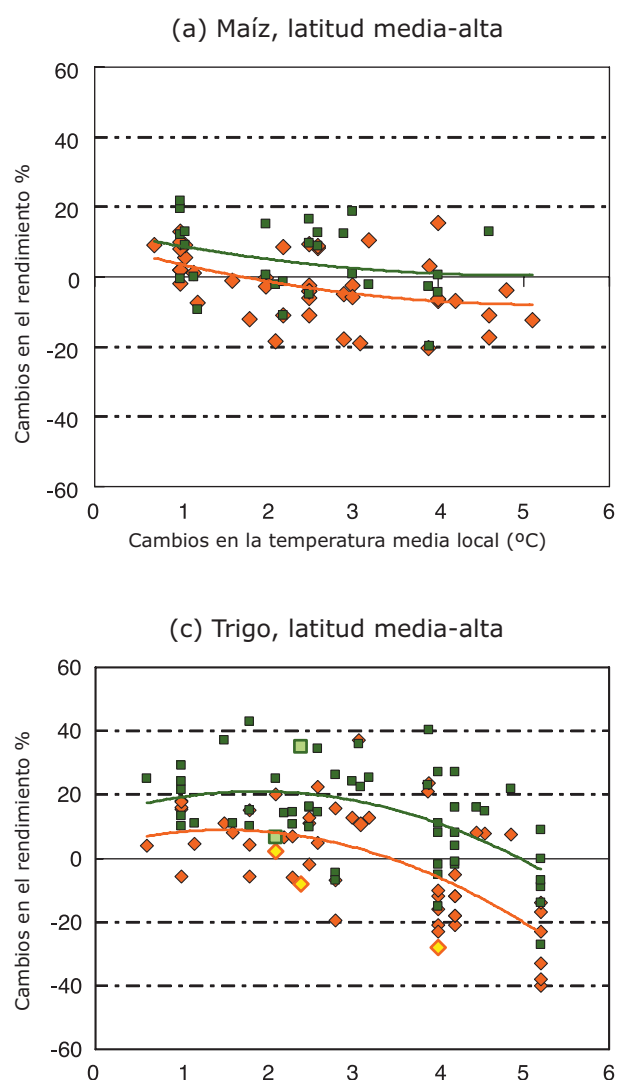 (a) Maíz, latitud media-alta
60
40
20
0
-20
-40
-60
Cambios en el rendimiento %
0 1 2 3 4 5 6
Cambios en la temperatura media local (ºC)
(c) Trigo, latitud media-alta
60
40
20
0
-20
-40
-60
Cambios en el rendimiento %
0 1 2 3 4 5 6